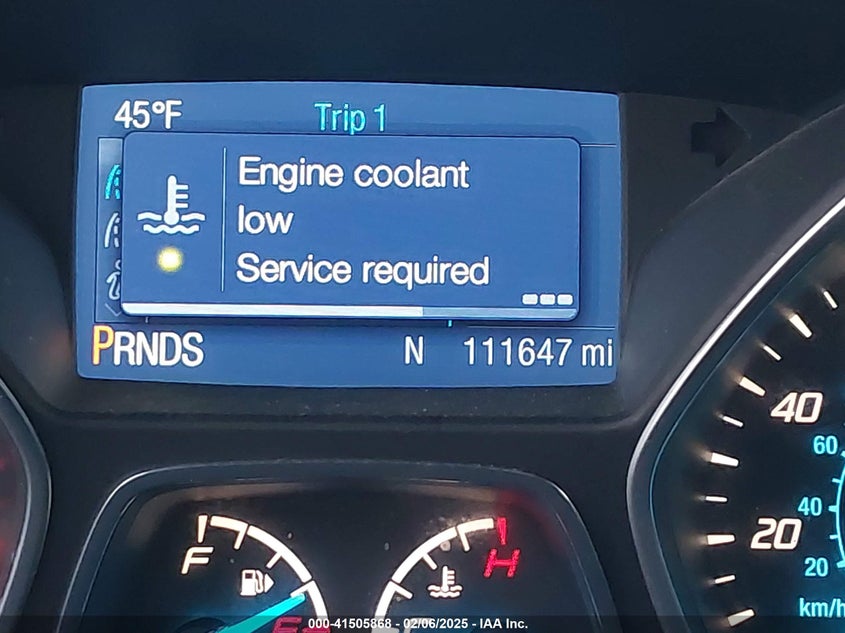 45°F Trip 1
Engine coolant
low
Service required
PRNDS N 111647 mi
40
60
F H 40
20
20
E
km/h
000-41505868 - 02/06/2025 - IAA Inc.